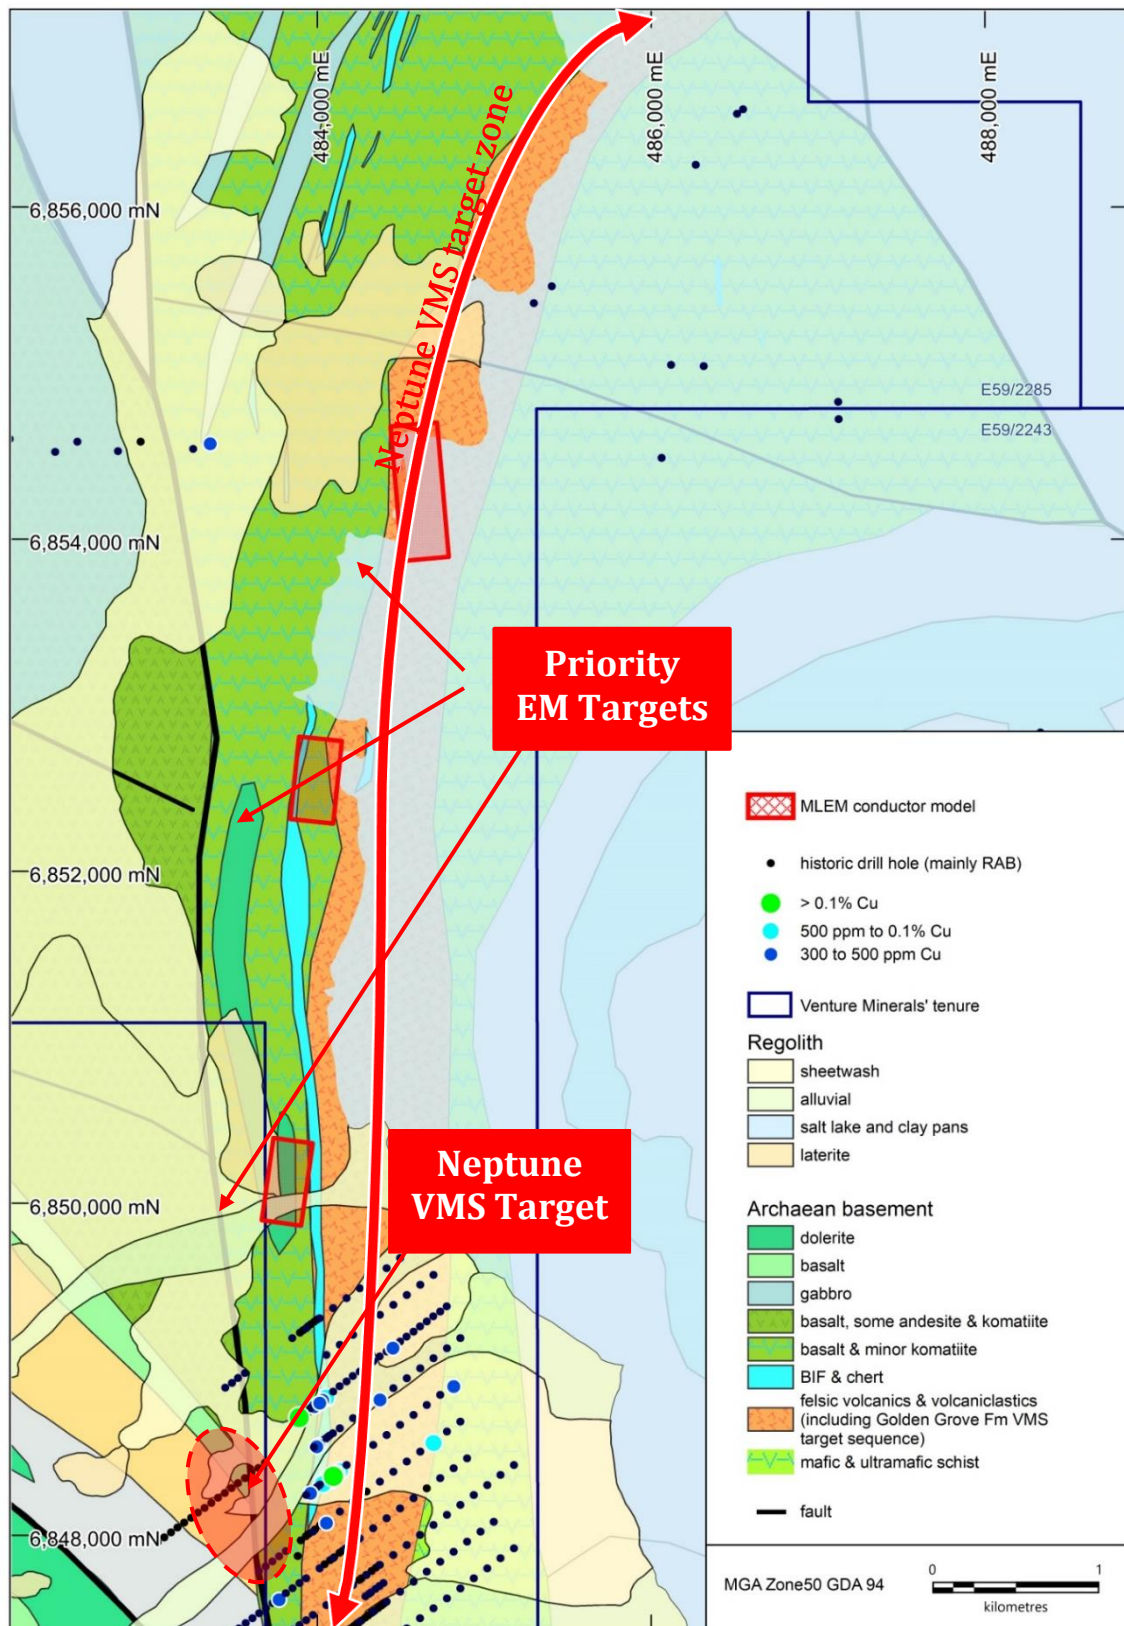 484,000 mE
486,000 mE
488,000 mE
6,856,000 mN
Neptune VMS target zone
E59/2285
E59/2243
6,854,000 mN
Priority
EM Targets
6,852,000 mN
6,850,000 mN
Neptune
VMS Target
6,848,000 mN
MLEM conductor model
historic drill hole (mainly RAB)
> 0.1% Cu
500 ppm to 0.1% Cu
300 to 500 ppm Cu
Venture Minerals' tenure
Regolith
sheetwash
alluvial
salt lake and clay pans
laterite
Archaean basement
dolerite
basalt
gabbro
basalt, some andesite & komatiite
basalt & minor komatiite
BIF & chert
felsic volcanics & volcaniclastics
(including Golden Grove Fm VMS
target sequence)
mafic & ultramafic schist
fault
MGA Zone50 GDA 94
0
1
kilometres